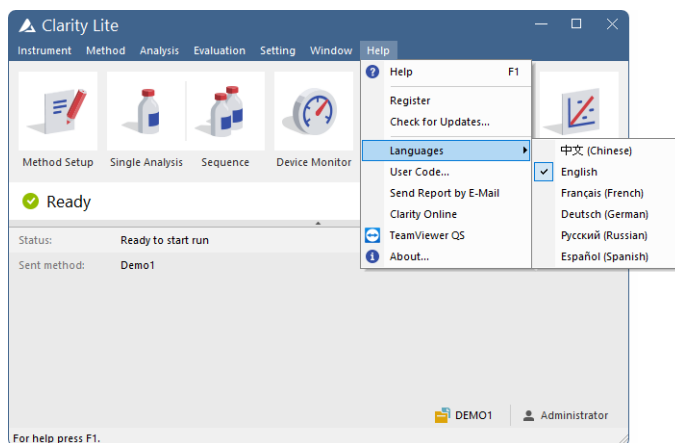 Clarity Lite
Instrument Method Analysis Evaluation Setting Window Help
Help F1
Register
Check for Updates...
Languages
User Code...
Send Report by E-Mail
Clarity Online
TeamViewer QS
About...
中文 (Chinese)
English
Français (French)
Deutsch (German)
Русский (Russian)
Español (Spanish)
Method Setup Single Analysis Sequence Device Monitor
Ready
Status: Ready to start run
Sent method: Demo1
DEMO1 Administrator
For help press F1.